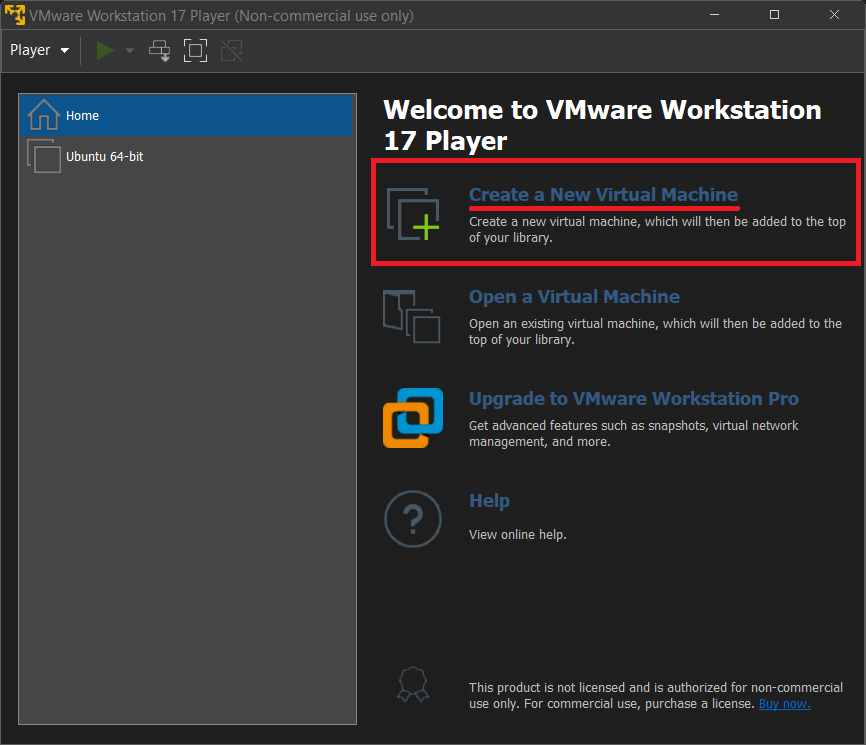 VMware Workstation 17 Player (Non-commercial use only)
Player
Home
Ubuntu 64-bit
Welcome to VMware Workstation
17 Player
Create a New Virtual Machine
Create a new virtual machine, which will then be added to the top
of your library.
Open a Virtual Machine
Open an existing virtual machine, which will then be added to the
top of your library.
Upgrade to VMware Workstation Pro
Get advanced features such as snapshots, virtual network
management, and more.
?
Help
View online help.
This product is not licensed and is authorized for non-commercial
use only. For commercial use, purchase a license. Buy now.